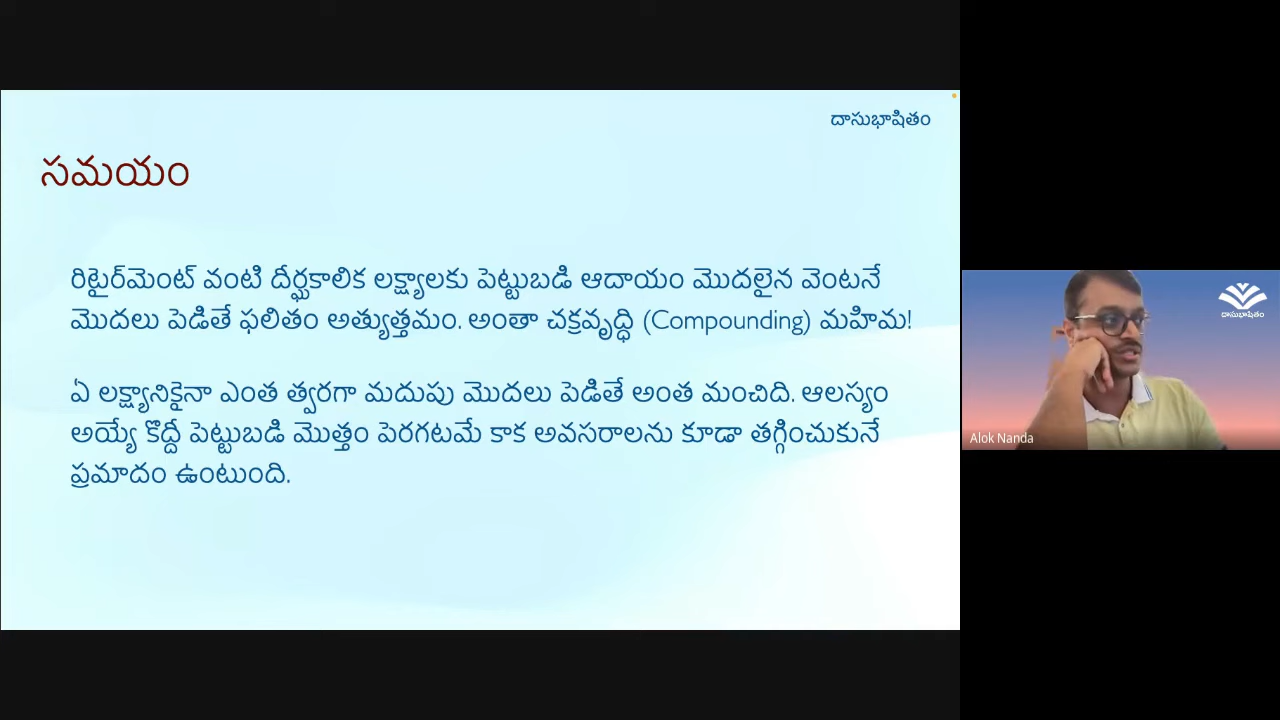 దాసుభాషితం
సమయం
రిటైర్‌మెంట్ వంటి దీర్ఘకాలిక లక్ష్యాలకు పెట్టుబడి ఆదాయం మొదలైన వెంటనే
మొదలు పెడితే ఫలితం అత్యుత్తమం. అంతా చక్రవృద్ధి (Compounding) మహిమ!
ఏ లక్ష్యానికైనా ఎంత త్వరగా మదుపు మొదలు పెడితే అంత మంచిది. ఆలస్యం
అయ్యే కొద్దీ పెట్టుబడి మొత్తం పెరగటమే కాక అవసరాలను కూడా తగ్గించుకునే
ప్రమాదం ఉంటుంది.
దాసుభాషితం
Alok Nanda